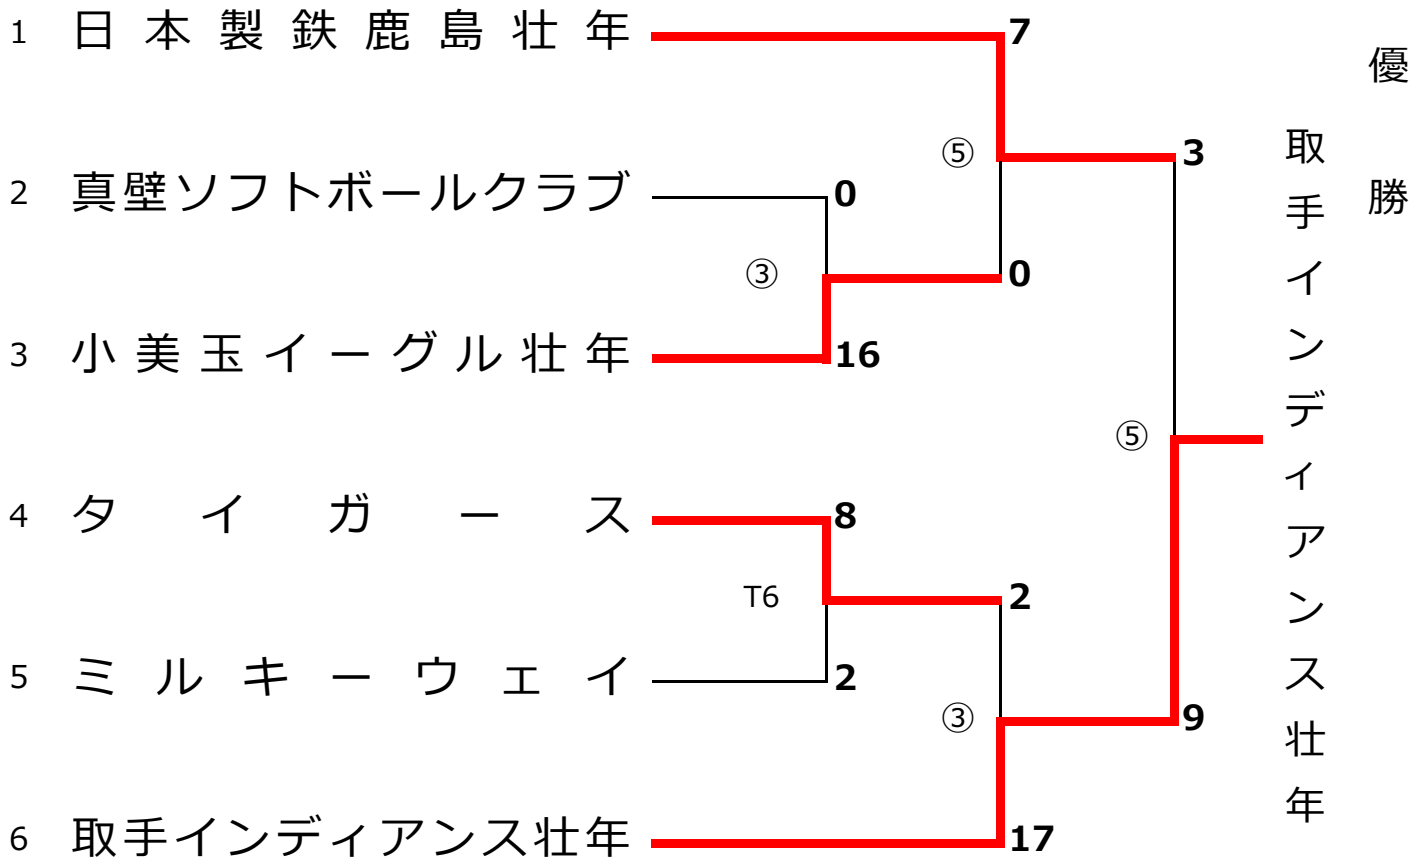 1 日本製鉄鹿島壮年 7
⑤ 3
2 真壁ソフトボールクラブ 0
③ 0
3 小美玉イーグル壮年 16
⑤
4 タイガース 8
T6 2
5 ミルキーウェイ 2
③ 9
6 取手インディアンス壮年 17
優勝
取手インディアンス壮年